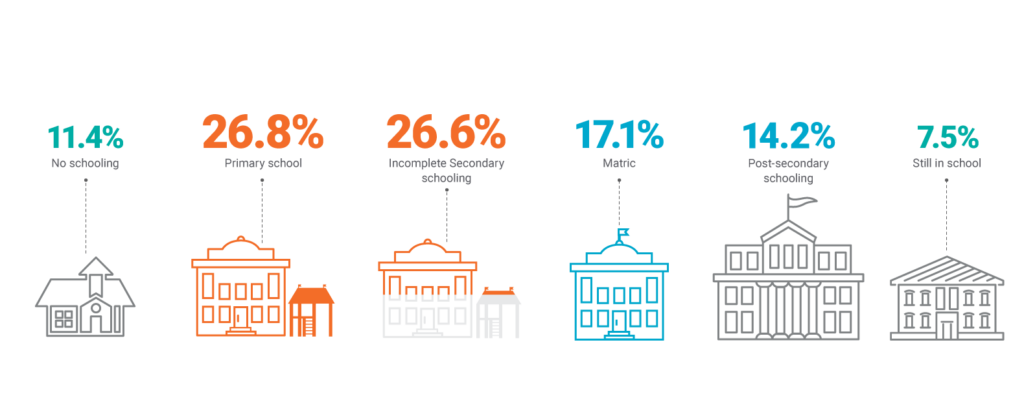 11.4%
No schooling
26.8%
Primary school
26.6%
Incomplete Secondary
schooling
17.1%
Matric
14.2%
Post-secondary
schooling
7.5%
Still in school